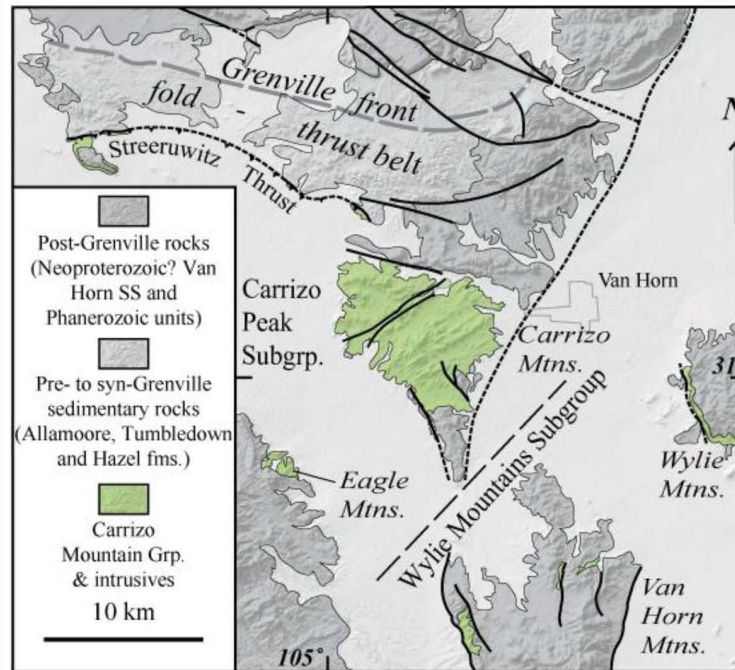 Grenville front
fold
thrust belt
Streeruwitz
Thrust
N
Post-Grenville rocks
(Neoproterozoic? Van
Horn SS and
Phanerozoic units)
Pre- to syn-Grenville
sedimentary rocks
(Allamoore, Tumbledown
and Hazel fms.)
Carrizo
Mountain Grp.
& intrusives
10 km
Carrizo
Peak
Subgrp.
Van Horn
Carrizo
Mtns.
31
Wylie
Mtns.
Eagle
Mtns.
Wylie Mountains Subgroup
Van
Horn
Mtns.
105°